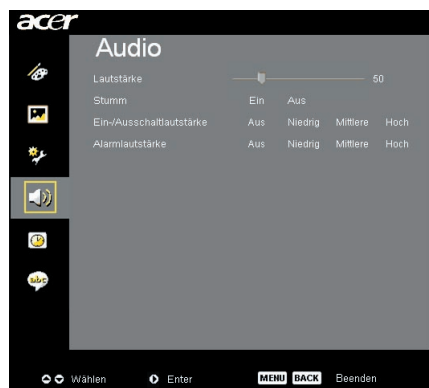 acer
Audio
Lautstärke 50
Stumm Ein Aus
Ein-/Ausschaltlautstärke Aus Niedrig Mittlere Hoch
Alarmlautstärke Aus Niedrig Mittlere Hoch
abc
Wählen Enter MENU BACK Beenden